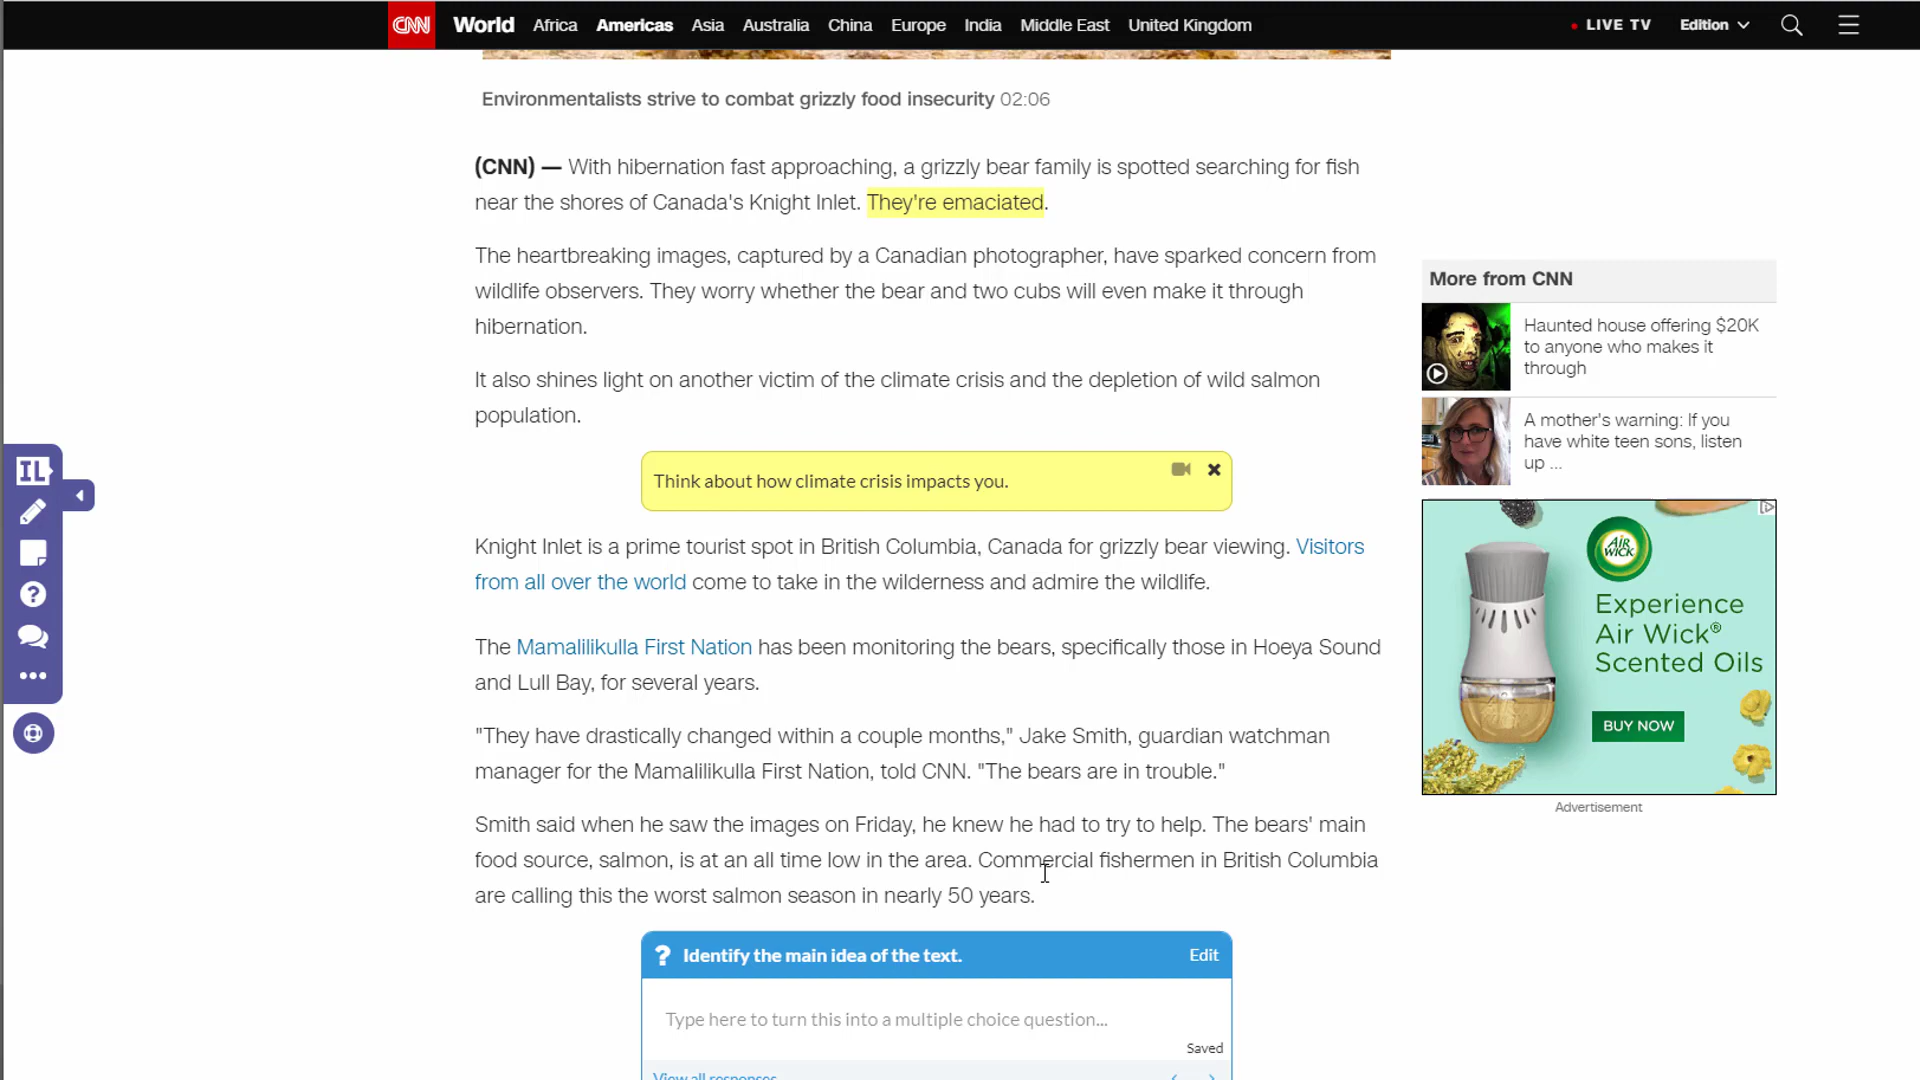 CNN World Africa Americas Asia Australia China Europe India Middle East United Kingdom LIVE TV Edition
Environmentalists strive to combat grizzly food insecurity 02:06
(CNN) — With hibernation fast approaching, a grizzly bear family is spotted searching for fish
near the shores of Canada's Knight Inlet. They're emaciated.
The heartbreaking images, captured by a Canadian photographer, have sparked concern from
wildlife observers. They worry whether the bear and two cubs will even make it through
hibernation.
It also shines light on another victim of the climate crisis and the depletion of wild salmon
population.
Think about how climate crisis impacts you.
Knight Inlet is a prime tourist spot in British Columbia, Canada for grizzly bear viewing. Visitors
from all over the world come to take in the wilderness and admire the wildlife.
The Mamalilikulla First Nation has been monitoring the bears, specifically those in Hoeya Sound
and Lull Bay, for several years.
"They have drastically changed within a couple months," Jake Smith, guardian watchman
manager for the Mamalilikulla First Nation, told CNN. "The bears are in trouble."
Smith said when he saw the images on Friday, he knew he had to try to help. The bears' main
food source, salmon, is at an all time low in the area. Commercial fishermen in British Columbia
are calling this the worst salmon season in nearly 50 years.
? Identify the main idea of the text. Edit
Type here to turn this into a multiple choice question...
Saved
View all responses
More from CNN
Haunted house offering $20K
to anyone who makes it
through
A mother's warning: If you
have white teen sons, listen
up ...
AIR
WICK
Experience
Air Wick®
Scented Oils
BUY NOW
Advertisement
IL
?